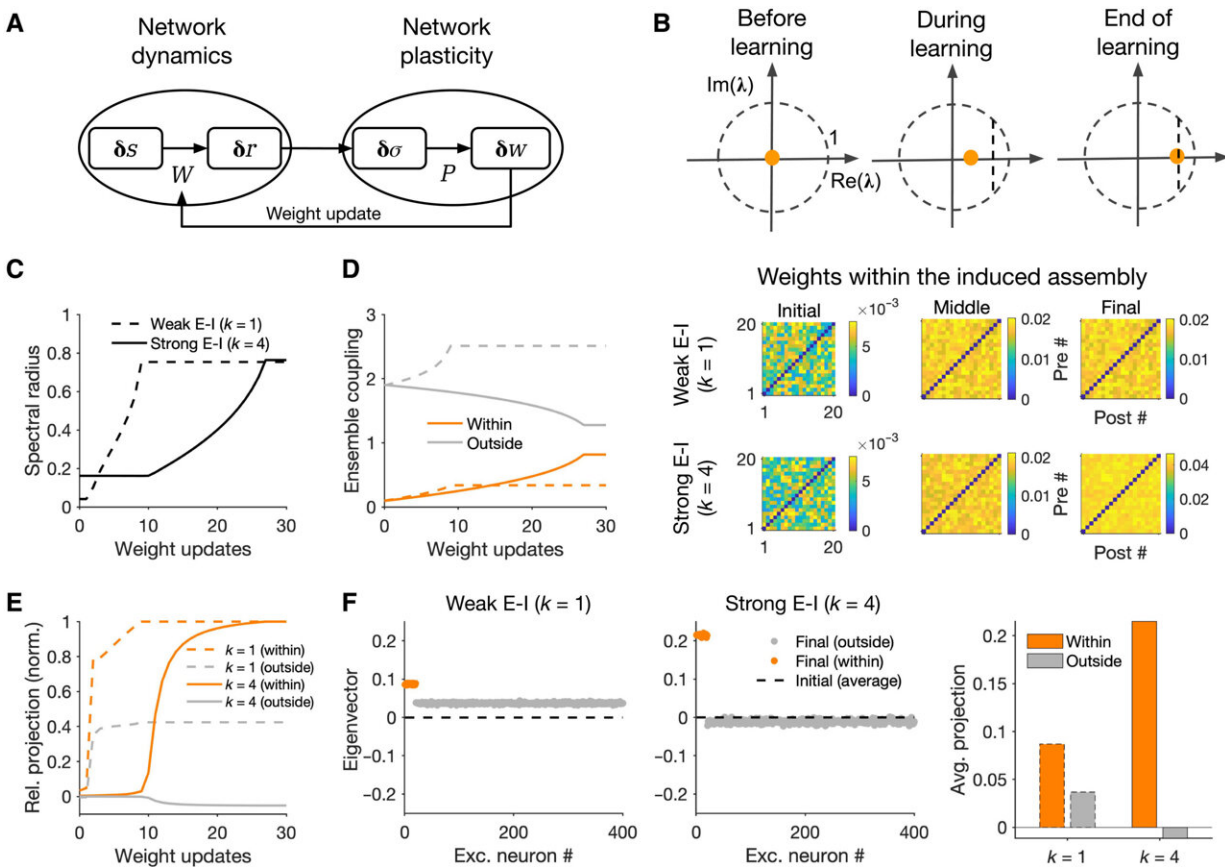 A
Network
dynamics
Network
plasticity
δs
δr
δσ
δw
W
P
Weight update
B
Before
learning
During
learning
End of
learning
Im(λ)
1
Re(λ)
C
Spectral radius
1
0.8
0.6
0.4
0.2
0
Weak E-I (k = 1)
Strong E-I (k = 4)
0 10 20 30
Weight updates
D
Ensemble coupling
3
2
1
0
Within
Outside
0 10 20 30
Weight updates
Weights within the induced assembly
Initial
Middle
Final
Weak E-I
(k = 1)
20
1
1 20
×10⁻³
5
0
0.02
0.01
0
Pre #
0.02
0.01
0
Post #
Strong E-I
(k = 4)
20
1
1 20
×10⁻³
5
0
0.02
0.01
0
Pre #
0.04
0.02
0
Post #
E
Rel. projection (norm.)
1
0.8
0.6
0.4
0.2
0
k = 1 (within)
k = 1 (outside)
k = 4 (within)
k = 4 (outside)
0 10 20 30
Weight updates
F
Weak E-I (k = 1)
Eigenvector
0.2
0.1
0
−0.1
−0.2
0 200 400
Exc. neuron #
Strong E-I (k = 4)
0.2
0.1
0
−0.1
−0.2
Final (outside)
Final (within)
Initial (average)
0 200 400
Exc. neuron #
Avg. projection
0.2
0.15
0.1
0.05
0
Within
Outside
k = 1 k = 4